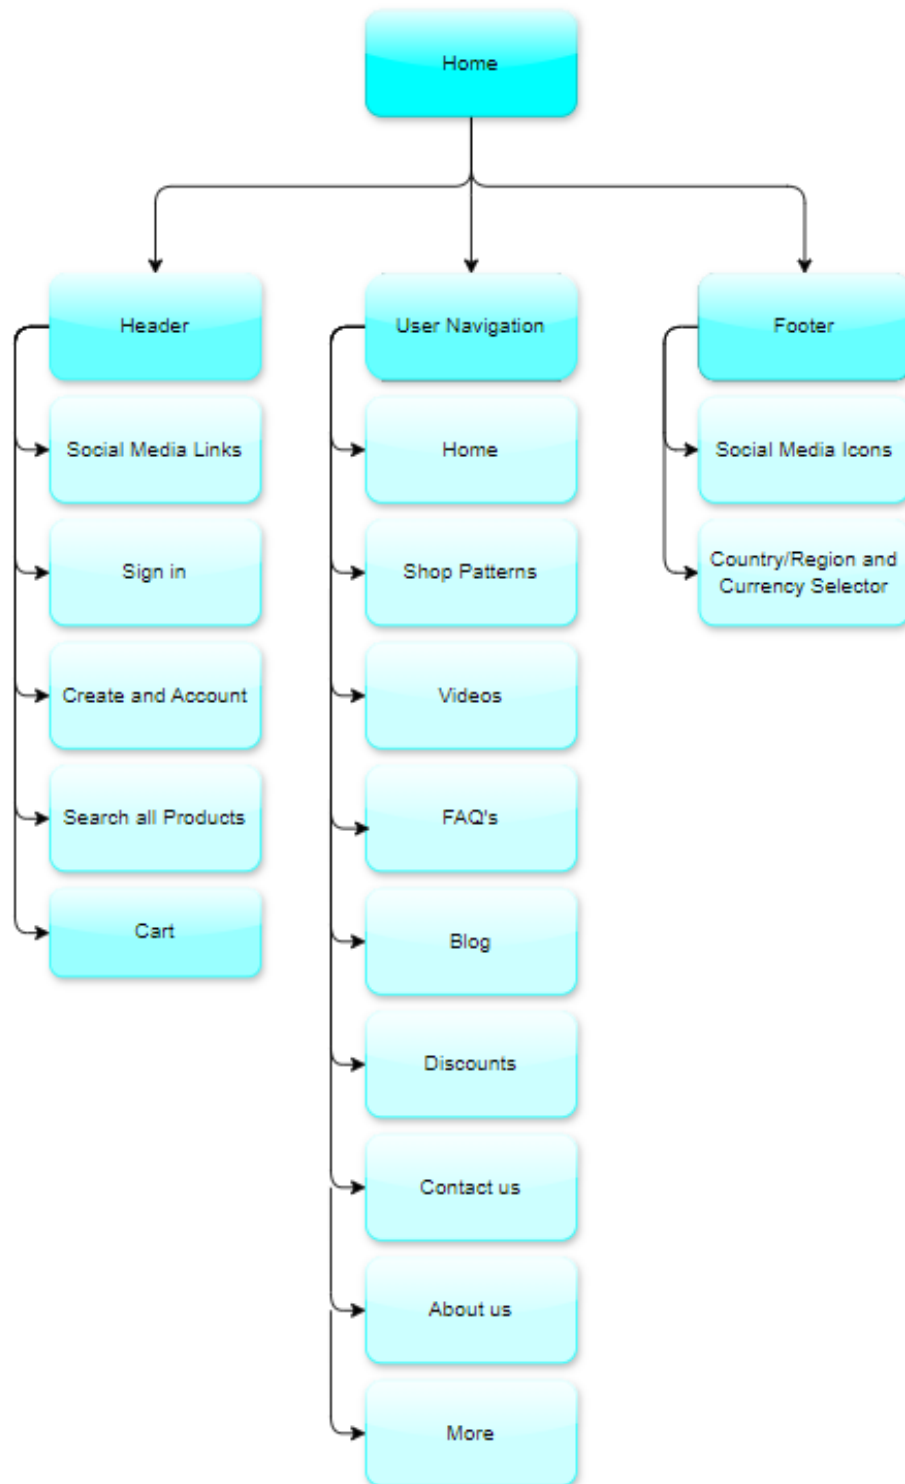 Home
Header
Social Media Links
Sign in
Create and Account
Search all Products
Cart
User Navigation
Home
Shop Patterns
Videos
FAQ's
Blog
Discounts
Contact us
About us
More
Footer
Social Media Icons
Country/Region and
Currency Selector